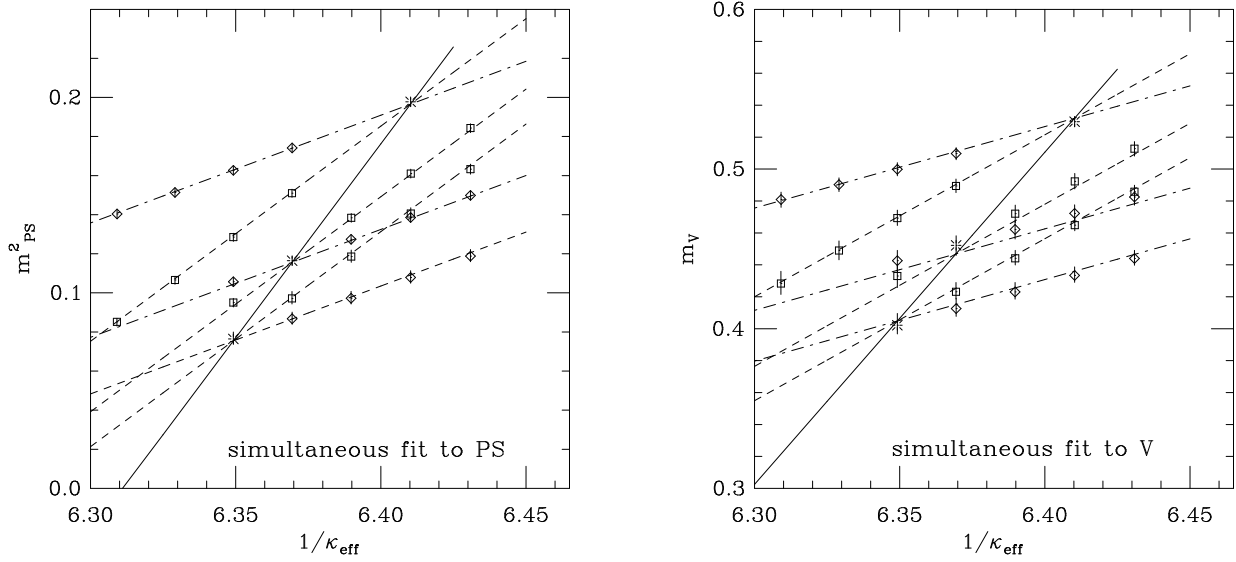 0.2
m²PS
0.1
simultaneous fit to PS
0.0
6.30 6.35 6.40 6.45
1/κeff
0.6
0.5
mV
0.4
simultaneous fit to V
0.3
6.30 6.35 6.40 6.45
1/κeff